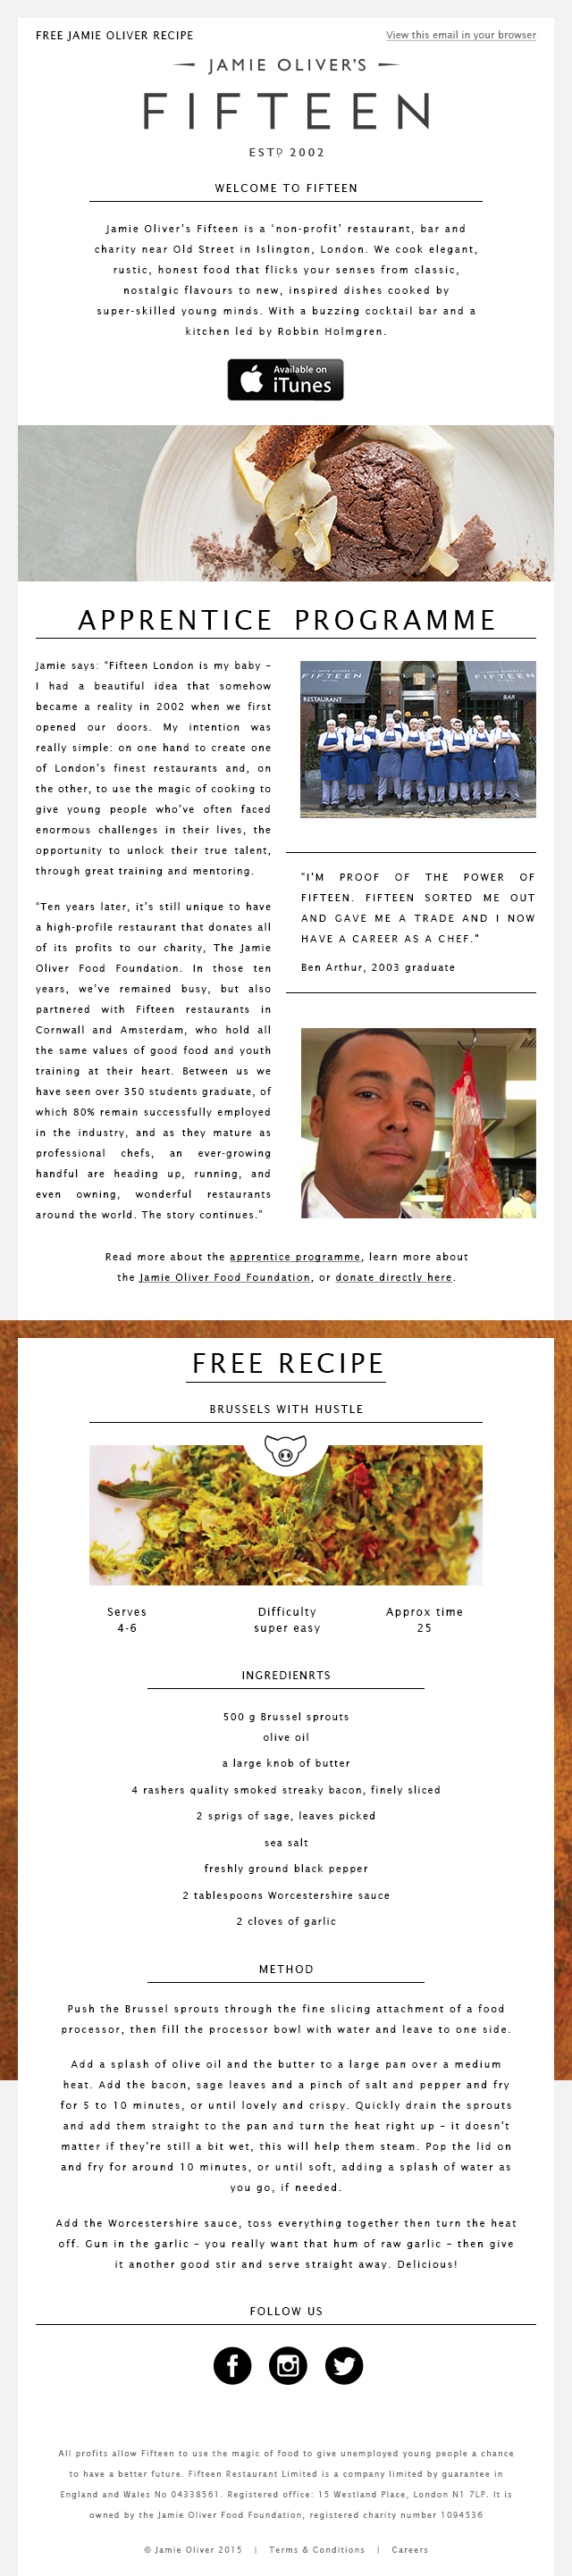 FREE JAMIE OLIVER RECIPE
View this email in your browser
JAMIE OLIVER'S
FIFTEEN
ESTD 2002
WELCOME TO FIFTEEN
Jamie Oliver's Fifteen is a ‘non-profit’ restaurant, bar and
charity near Old Street in Islington, London. We cook elegant,
rustic, honest food that flicks your senses from classic,
nostalgic flavours to new, inspired dishes cooked by
super-skilled young minds. With a buzzing cocktail bar and a
kitchen led by Robbin Holmgren.
Available on
iTunes
APPRENTICE PROGRAMME
Jamie says: “Fifteen London is my baby –
I had a beautiful idea that somehow
became a reality in 2002 when we first
opened our doors. My intention was
really simple: on one hand to create one
of London's finest restaurants and, on
the other, to use the magic of cooking to
give young people who've often faced
enormous challenges in their lives, the
opportunity to unlock their true talent,
through great training and mentoring.
“Ten years later, it's still unique to have
a high-profile restaurant that donates all
of its profits to our charity, The Jamie
Oliver Food Foundation. In those ten
years, we've remained busy, but also
partnered with Fifteen restaurants in
Cornwall and Amsterdam, who hold all
the same values of good food and youth
training at their heart. Between us we
have seen over 350 students graduate, of
which 80% remain successfully employed
in the industry, and as they mature as
professional chefs, an ever-growing
handful are heading up, running, and
even owning, wonderful restaurants
around the world. The story continues.”
FIFTEEN
FIFTEEN
RESTAURANT
BAR
"I'M PROOF OF THE POWER OF
FIFTEEN. FIFTEEN SORTED ME OUT
AND GAVE ME A TRADE AND I NOW
HAVE A CAREER AS A CHEF."
Ben Arthur, 2003 graduate
Read more about the apprentice programme, learn more about
the Jamie Oliver Food Foundation, or donate directly here.
FREE RECIPE
BRUSSELS WITH HUSTLE
Serves
4-6
Difficulty
super easy
Approx time
25
INGREDIENRTS
500 g Brussel sprouts
olive oil
a large knob of butter
4 rashers quality smoked streaky bacon, finely sliced
2 sprigs of sage, leaves picked
sea salt
freshly ground black pepper
2 tablespoons Worcestershire sauce
2 cloves of garlic
METHOD
Push the Brussel sprouts through the fine slicing attachment of a food
processor, then fill the processor bowl with water and leave to one side.
Add a splash of olive oil and the butter to a large pan over a medium
heat. Add the bacon, sage leaves and a pinch of salt and pepper and fry
for 5 to 10 minutes, or until lovely and crispy. Quickly drain the sprouts
and add them straight to the pan and turn the heat right up – it doesn't
matter if they're still a bit wet, this will help them steam. Pop the lid on
and fry for around 10 minutes, or until soft, adding a splash of water as
you go, if needed.
Add the Worcestershire sauce, toss everything together then turn the heat
off. Gun in the garlic – you really want that hum of raw garlic – then give
it another good stir and serve straight away. Delicious!
FOLLOW US
All profits allow Fifteen to use the magic of food to give unemployed young people a chance
to have a better future. Fifteen Restaurant Limited is a company limited by guarantee in
England and Wales No 04338561. Registered office: 15 Westland Place, London N1 7LP. It is
owned by the Jamie Oliver Food Foundation, registered charity number 1094536
© Jamie Oliver 2015 | Terms & Conditions | Careers